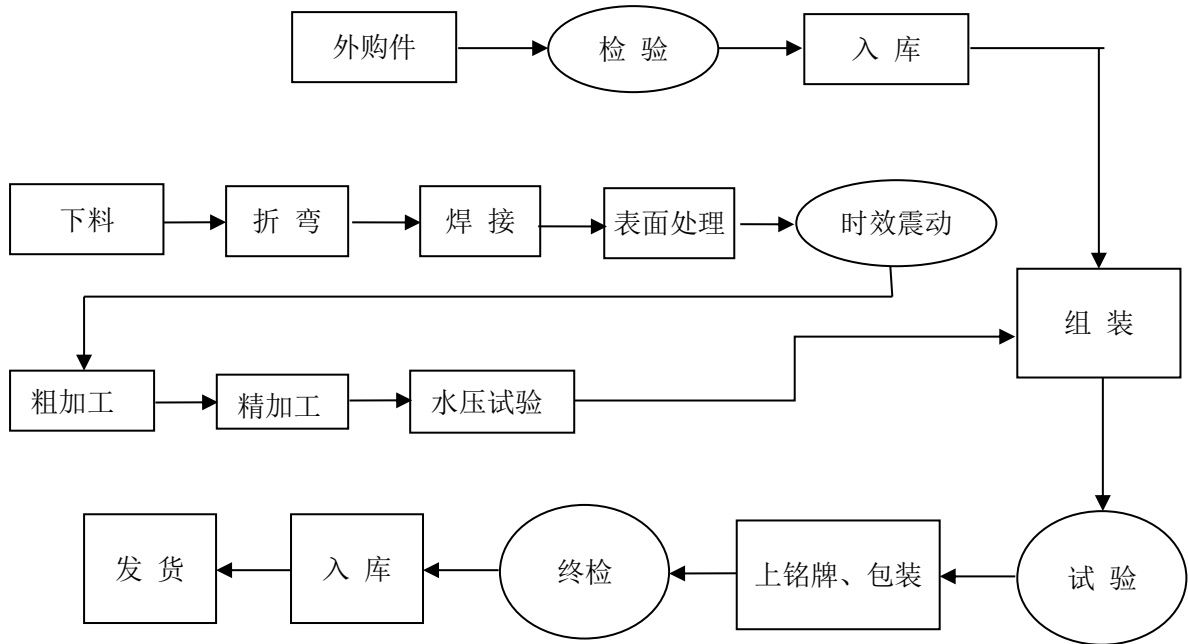 外购件
检 验
入 库
下料
折 弯
焊 接
表面处理
时效震动
组 装
粗加工
精加工
水压试验
发 货
入 库
终检
上铭牌、包装
试 验